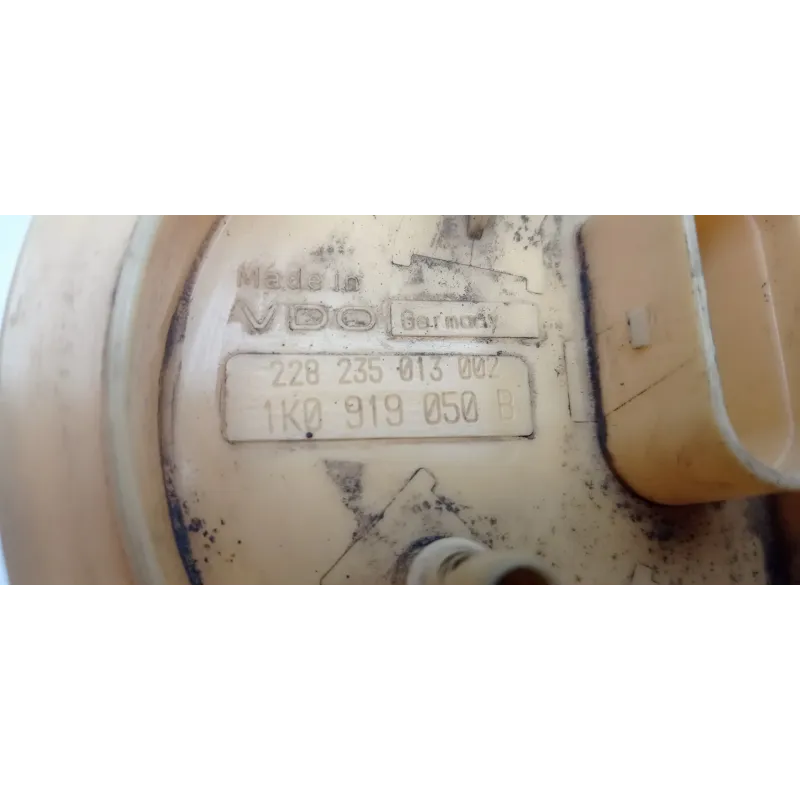 Made In
VDO Germany
228 235 013 002
1K0 919 050 B